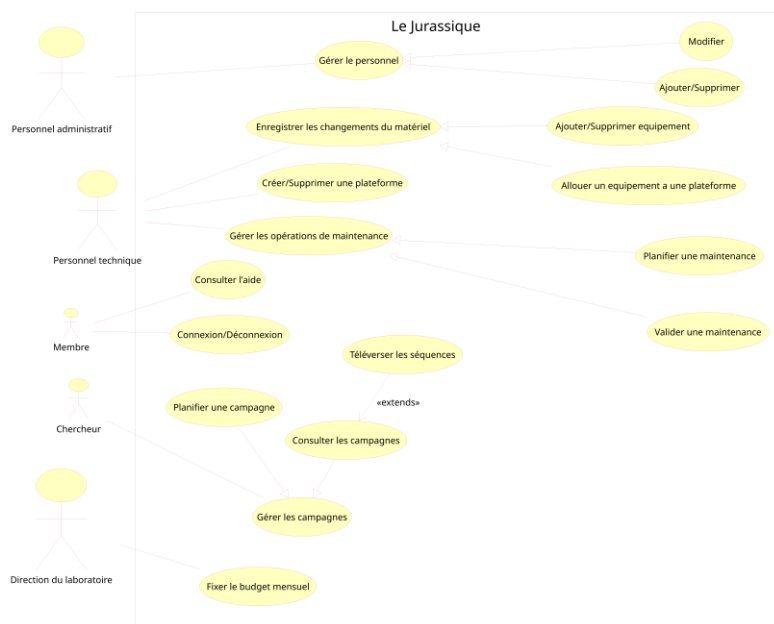 Le Jurassique
Modifier
Gérer le personnel
Ajouter/Supprimer
Personnel administratif
Enregistrer les changements du matériel
Ajouter/Supprimer equipement
Créer/Supprimer une plateforme
Allouer un equipement a une plateforme
Gérer les opérations de maintenance
Personnel technique
Planifier une maintenance
Consulter l'aide
Connexion/Déconnexion
Valider une maintenance
Membre
Téléverser les séquences
«extends»
Planifier une campagne
Chercheur
Consulter les campagnes
Gérer les campagnes
Direction du laboratoire
Fixer le budget mensuel